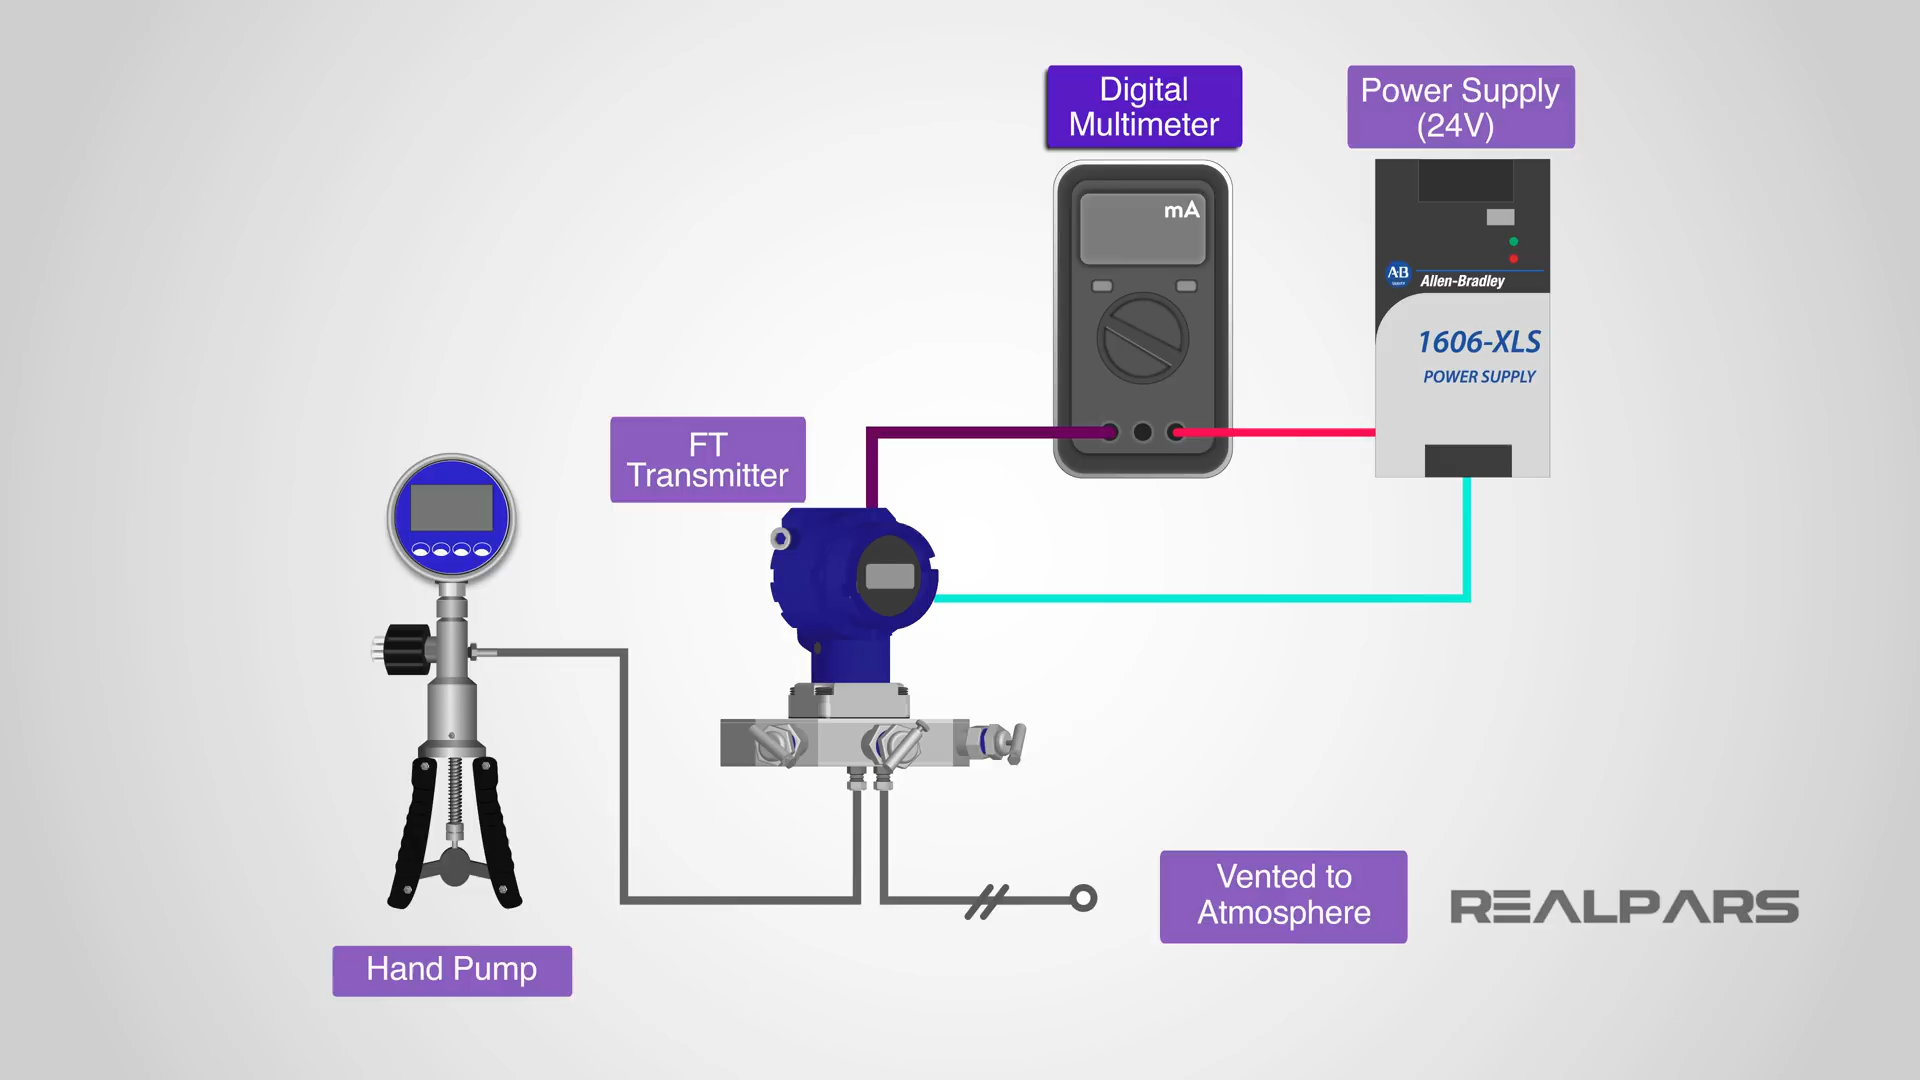 Digital
Multimeter
Power Supply
(24V)
mA
A·B
Allen-Bradley
1606-XLS
POWER SUPPLY
FT
Transmitter
Vented to
Atmosphere
REALPARS
Hand Pump